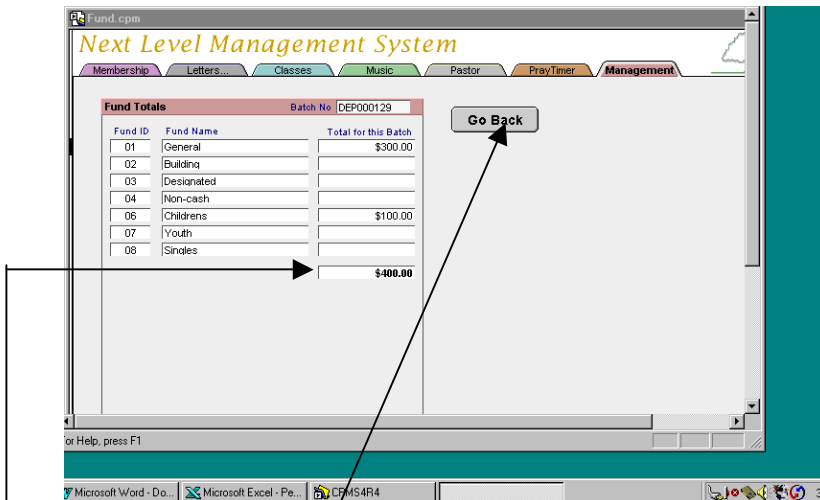 Fund.cpm
Next Level Management System
Membership Letters... Classes Music Pastor PrayTimer Management
Fund Totals Batch No DEP000129
Go Back
Fund ID Fund Name Total for this Batch
01 General $300.00
02 Building
03 Designated
04 Non-cash
06 Childrens $100.00
07 Youth
08 Singles
$400.00
or Help, press F1
Microsoft Word - Do... Microsoft Excel - Pe... CPMS4R4